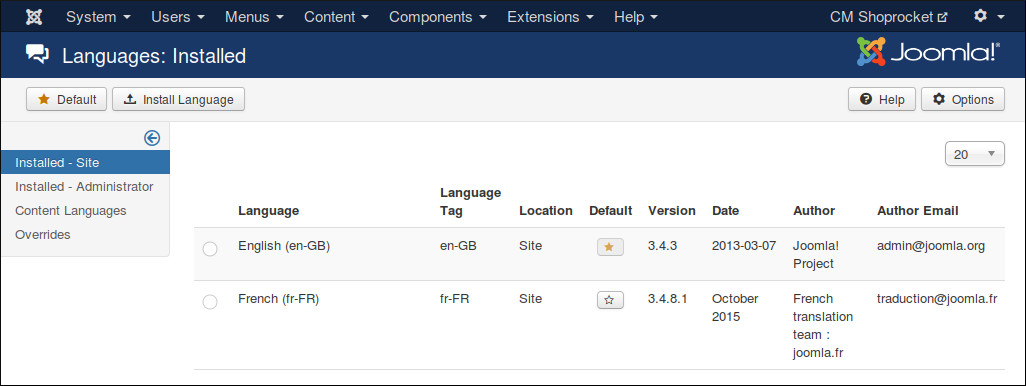 System Users Menus Content Components Extensions Help CM Shoprocket
Languages: Installed Joomla!®
Default Install Language Help Options
20
Installed - Site
Installed - Administrator
Content Languages
Overrides
Language Language Tag Location Default Version Date Author Author Email
English (en-GB) en-GB Site 3.4.3 2013-03-07 Joomla! Project admin@joomla.org
French (fr-FR) fr-FR Site 3.4.8.1 October 2015 French translation team : joomla.fr traduction@joomla.fr